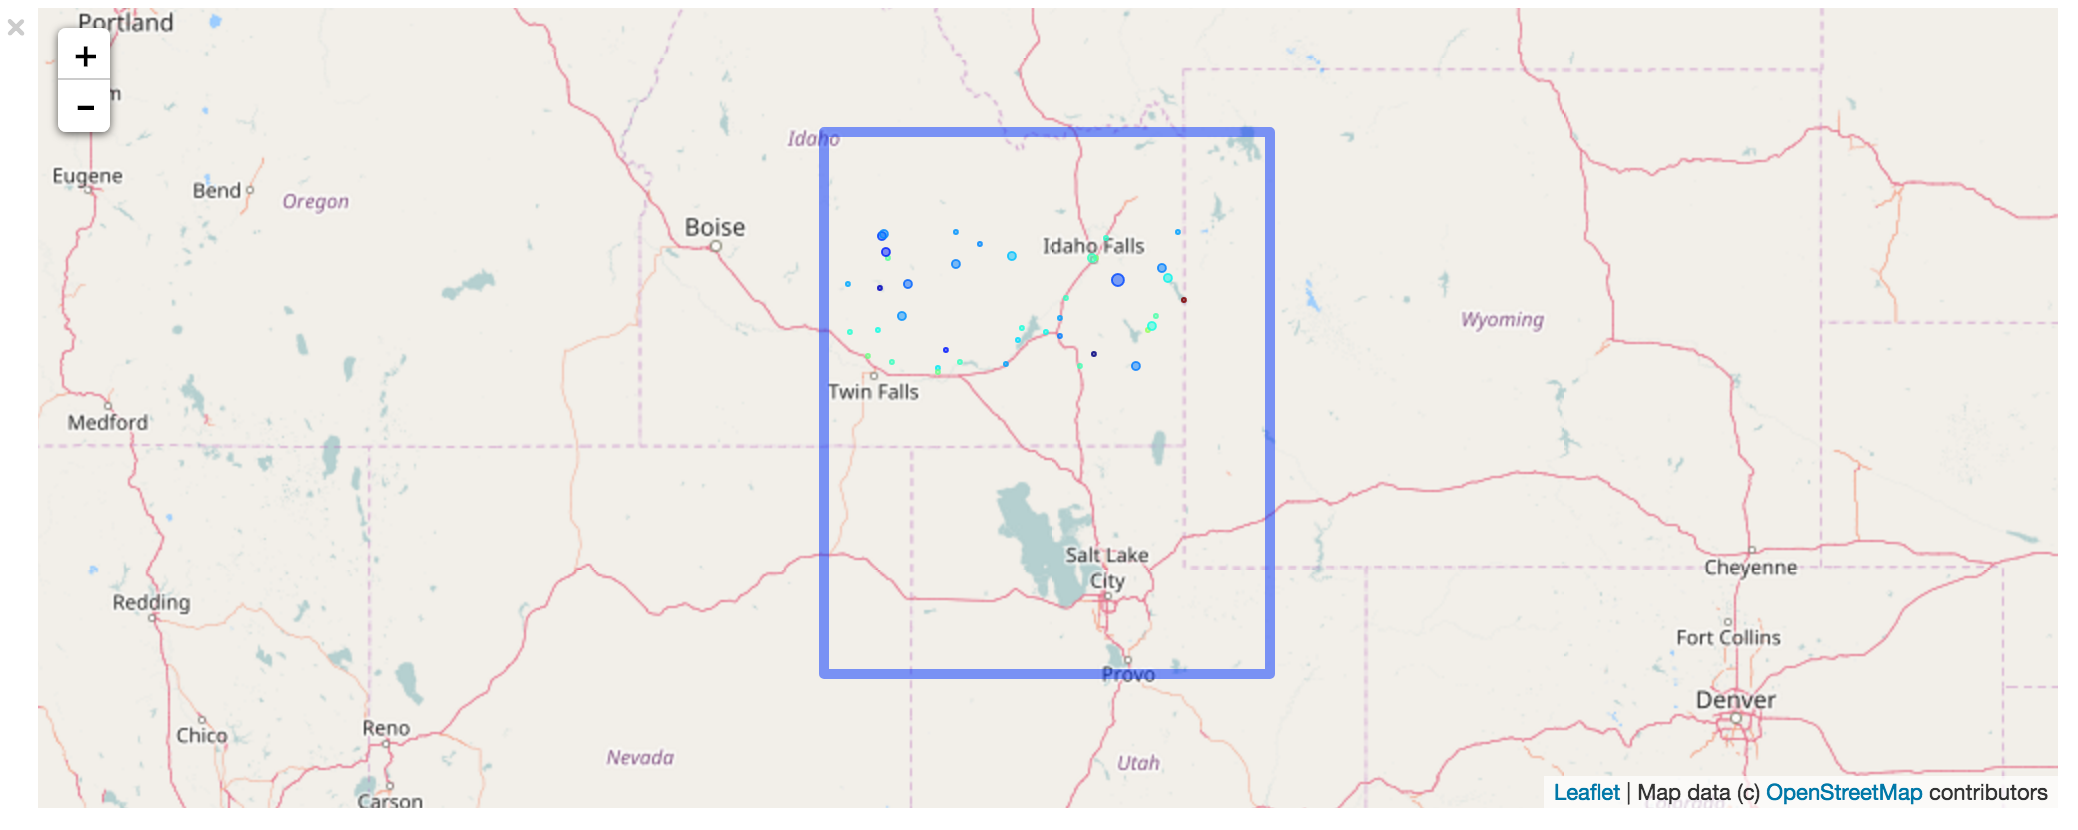 ×
Portland
+
m
−
Idaho
Eugene
Bend
Oregon
Boise
Idaho Falls
Wyoming
Twin Falls
Medford
Salt Lake
City
Cheyenne
Redding
Fort Collins
Provo
Denver
Chico
Reno
Nevada
Utah
Carson
Leaflet | Map data (c) OpenStreetMap contributors